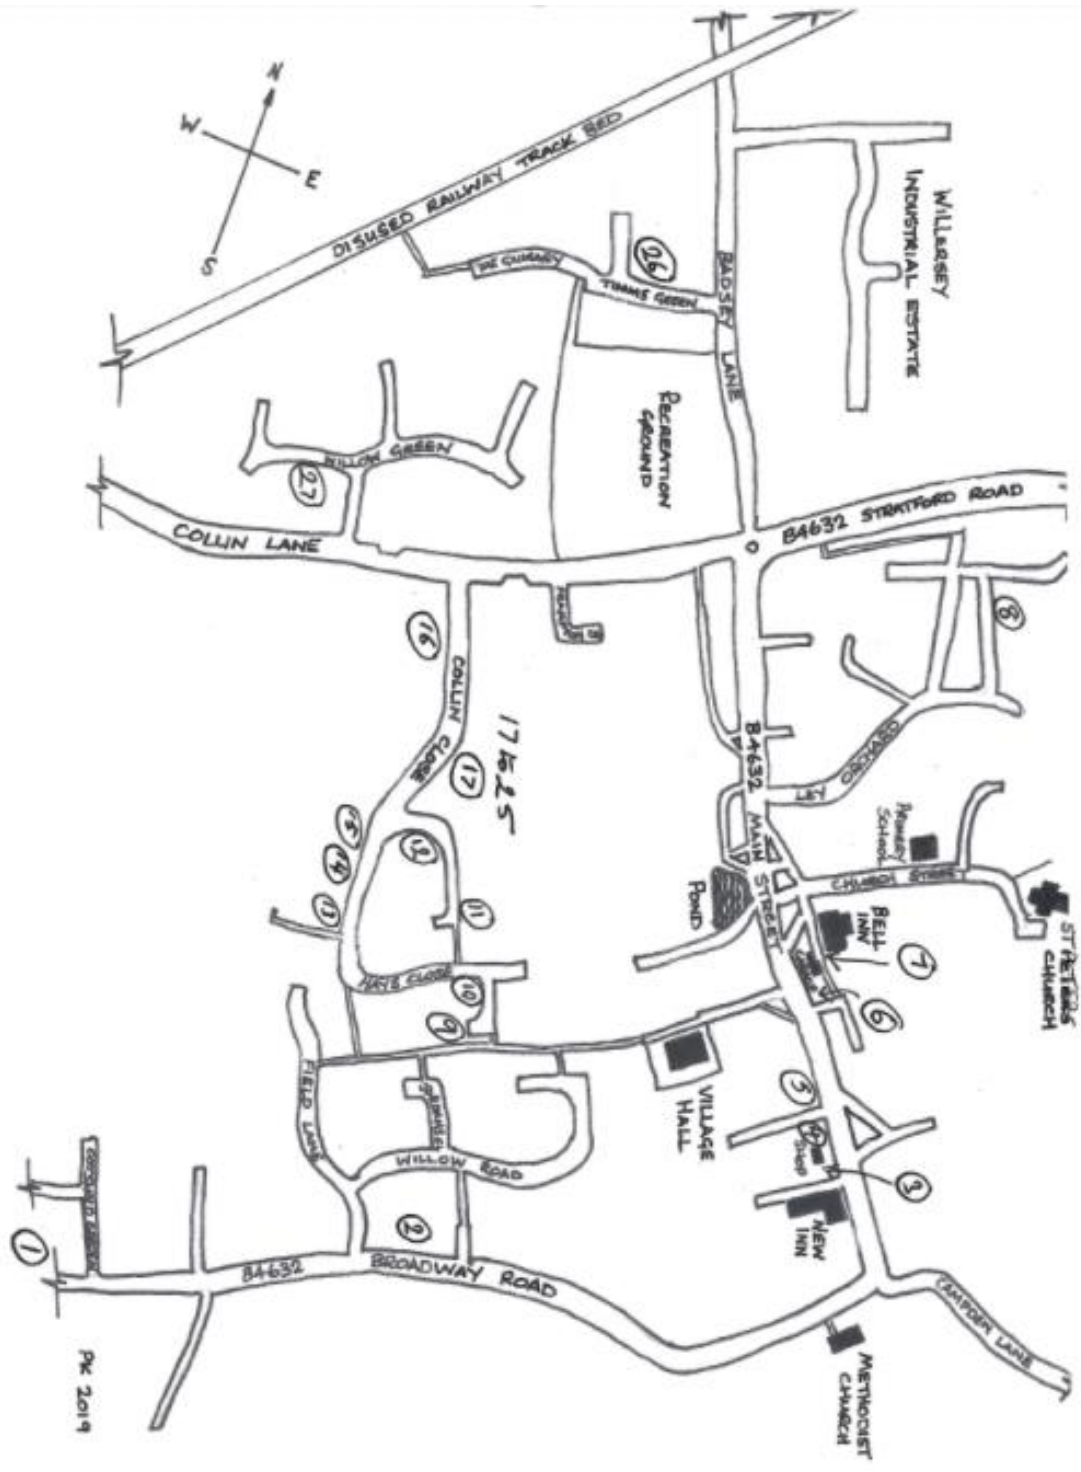 N
W
E
S
DISUSED RAILWAY TRACK BED
WILLERSEY
INDUSTRIAL ESTATE
26
TIMMS GREEN
BADSEY LANE
RECREATION
GROUND
WILLOW GREEN
27
COLLIN LANE
B4632 STRATFORD ROAD
8
16
COLLIN CLOSE
17
17 to 25
B4632 MAIN STREET
LEY ORCHARD
PRIMARY
SCHOOL
CHURCH STREET
ST PETERS
CHURCH
POND
BELL
INN
7
6
15
14
13
12
11
HAYS CLOSE
10
9
FIELD LANE
VILLAGE
HALL
5
4
SHOP
3
NEW
INN
WILLOW ROAD
2
1
B4632
BROADWAY ROAD
CAMPDEN LANE
METHODIST
CHURCH
PK 2019